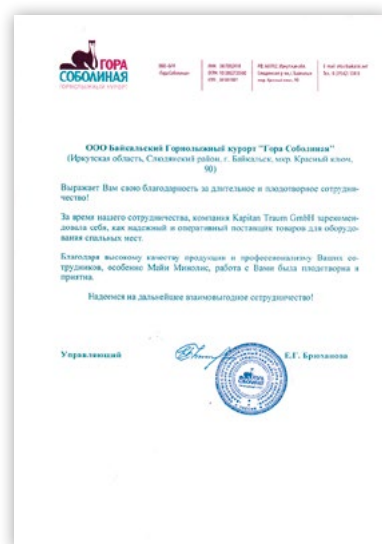 ГОРА
СОБОЛИНАЯ
ГОРНОЛЫЖНЫЙ КУРОРТ
ООО Байкальский Горнолыжный курорт "Гора Соболиная"
(Иркутская область, Слюдянский район, г. Байкальск, мкр. Красный ключ,
90)
Выражает Вам свою благодарность за длительное и плодотворное сотрудни-
чество!
За время нашего сотрудничества, компания Kapitan Traum GmbH зарекомен-
довала себя, как надежный и оперативный поставщик товаров для оборудо-
вания спальных мест.
Благодаря высокому качеству продукции и профессионализму Ваших со-
трудников, особенно Майи Мизолис, работа с Вами была плодотворна и
приятна.
Надеемся на дальнейшее взаимовыгодное сотрудничество!
Управляющий
Е.Г. Брюханова